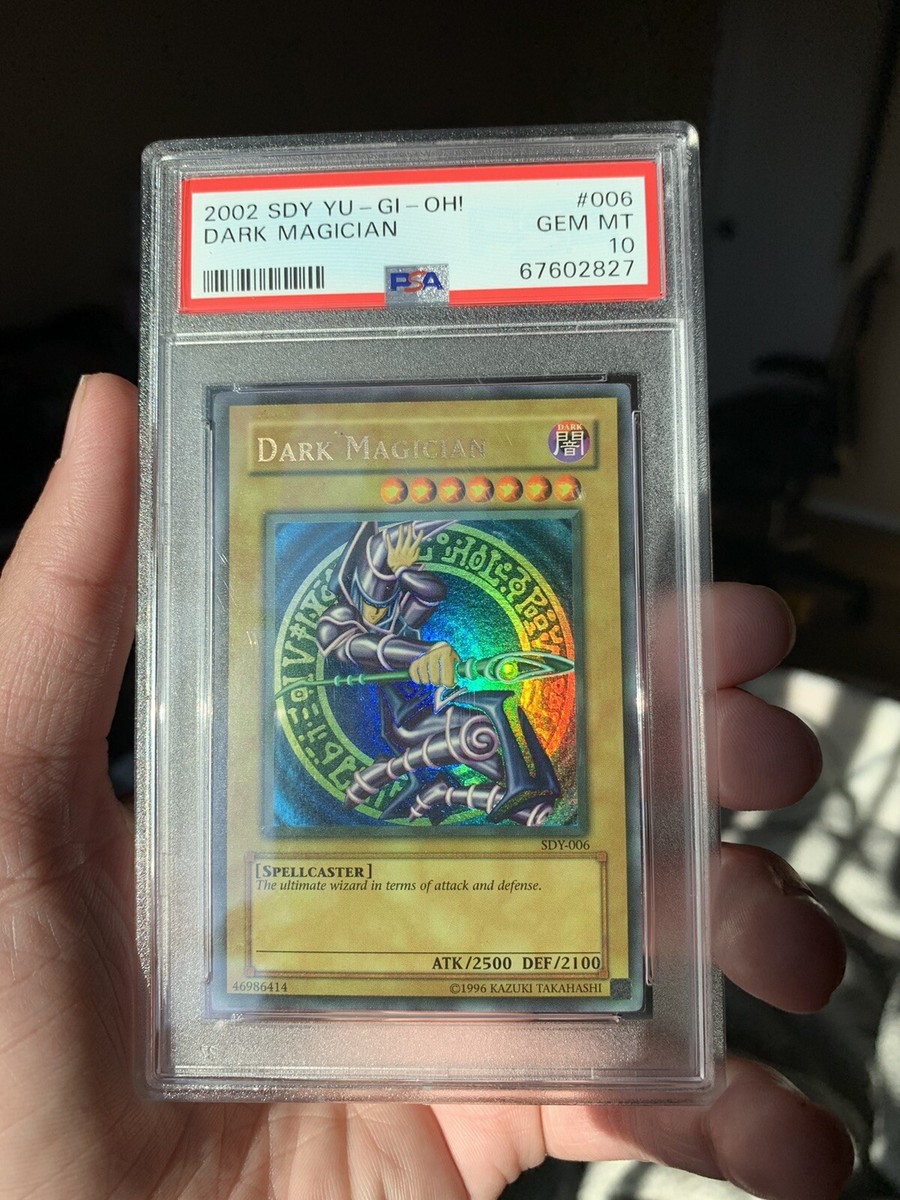 2002 SDY YU-GI-OH! #006
DARK MAGICIAN GEM MT
10
PSA 67602827
DARK MAGICIAN
DARK
闇
SDY-006
[SPELLCASTER]
The ultimate wizard in terms of attack and defense.
ATK/2500 DEF/2100
46986414 ©1996 KAZUKI TAKAHASHI